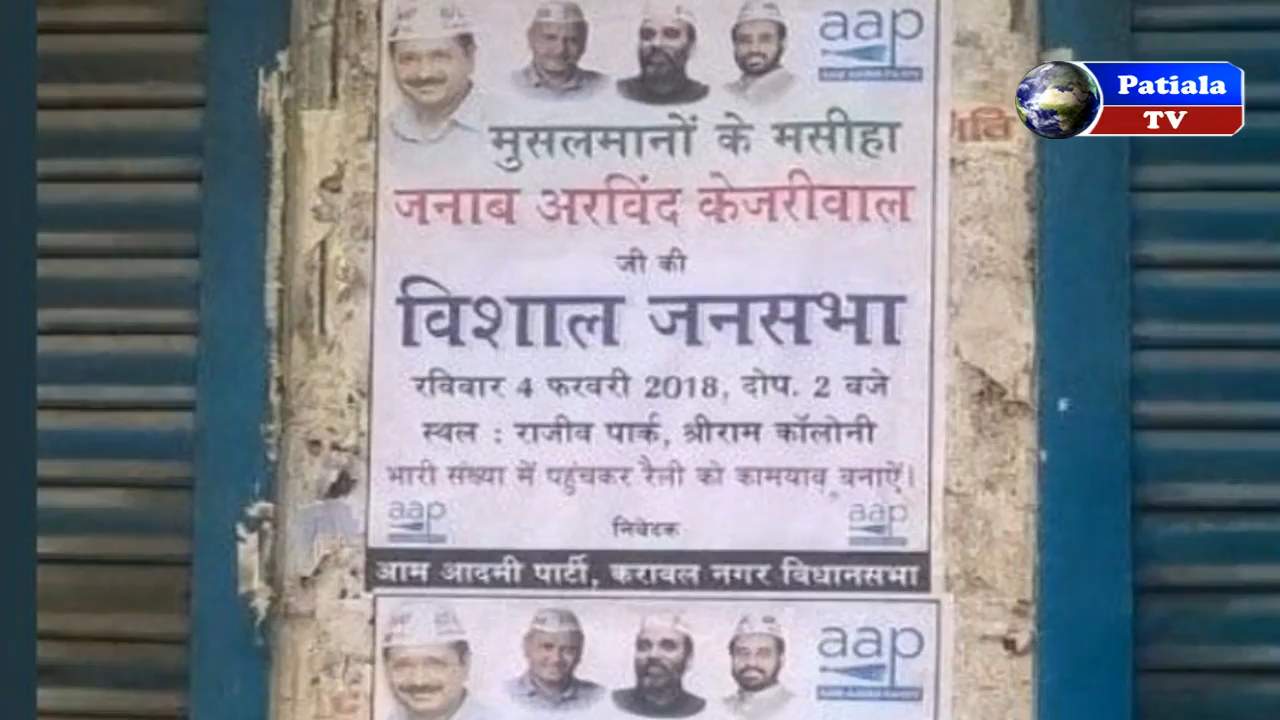 aap
Patiala
TV
मुसलमानों के मसीहा
जनाब अरविंद केजरीवाल
जी की
विशाल जनसभा
रविवार 4 फरवरी 2018, दोप. 2 बजे
स्थल : राजीव पार्क, श्रीराम कॉलोनी
भारी संख्या में पहुंचकर रैली को कामयाब बनाऐं।
aap
निवेदक
aap
आम आदमी पार्टी, करावल नगर विधानसभा
aap